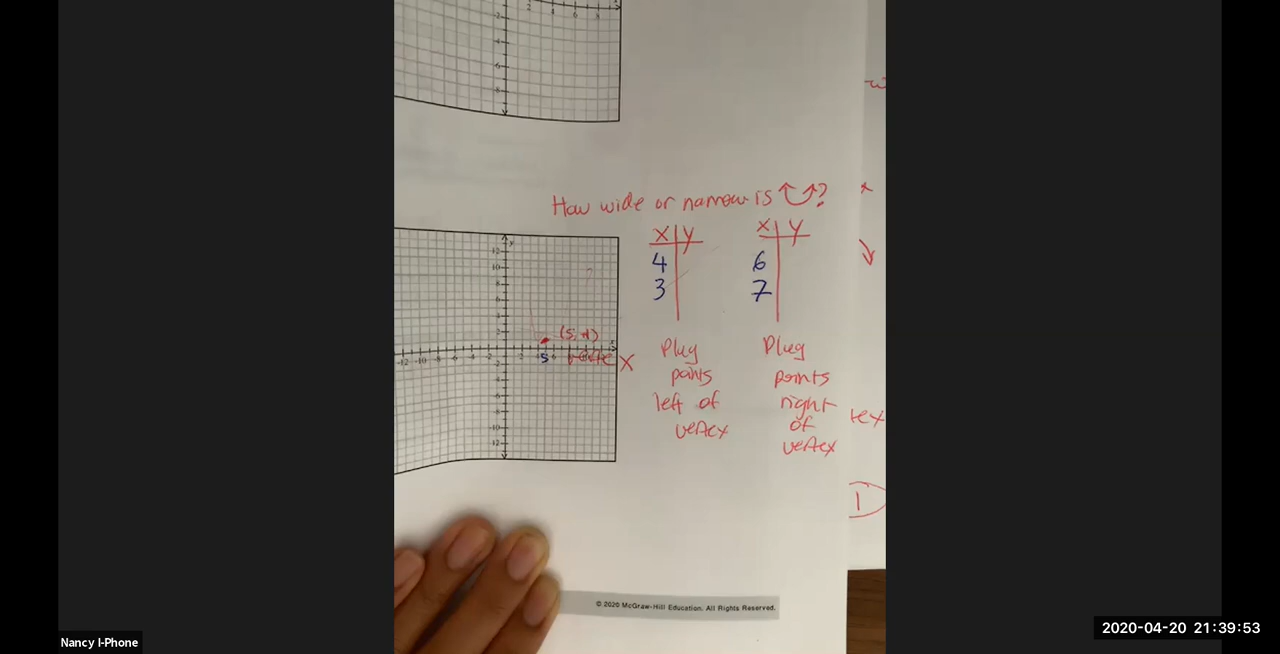 How wide or narrow is ?
X Y
4
3
X Y
6
7
(5, 1)
5
vertex
Plug
points
left of
vertex
Plug
points
right
of
vertex
tex
© 2020 McGraw-Hill Education. All Rights Reserved.
Nancy I-Phone
2020-04-20 21:39:53